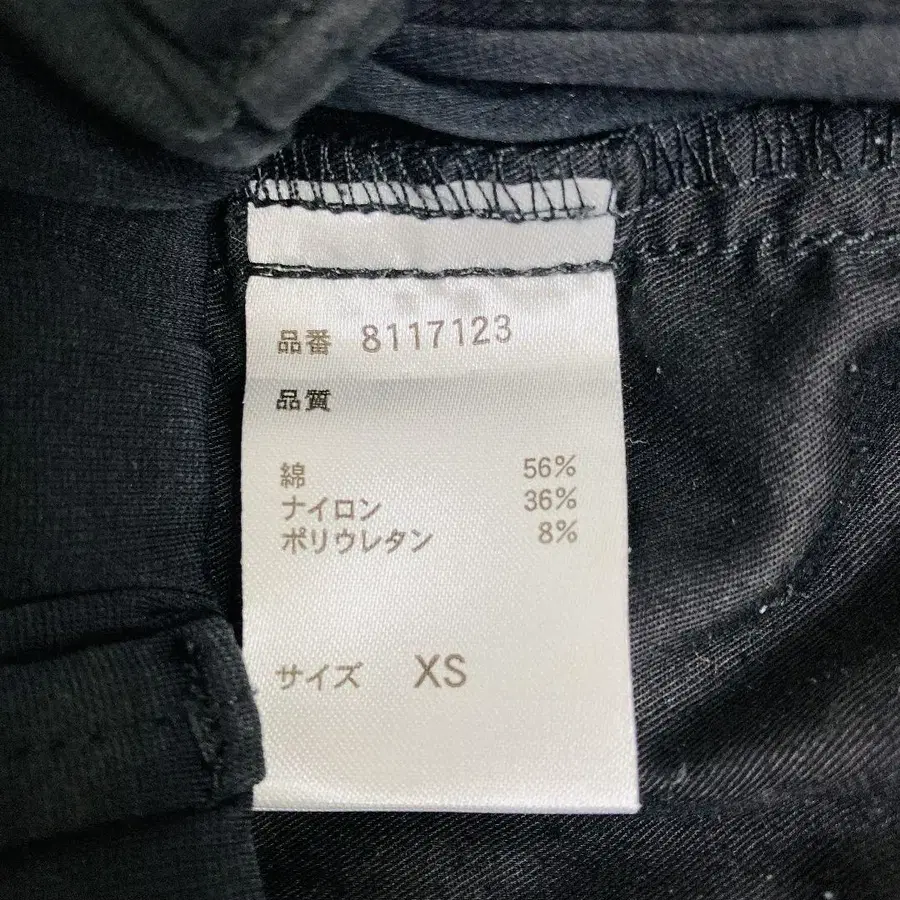 品番 8117123
品質
綿 56%
ナイロン 36%
ポリウレタン 8%
サイズ XS